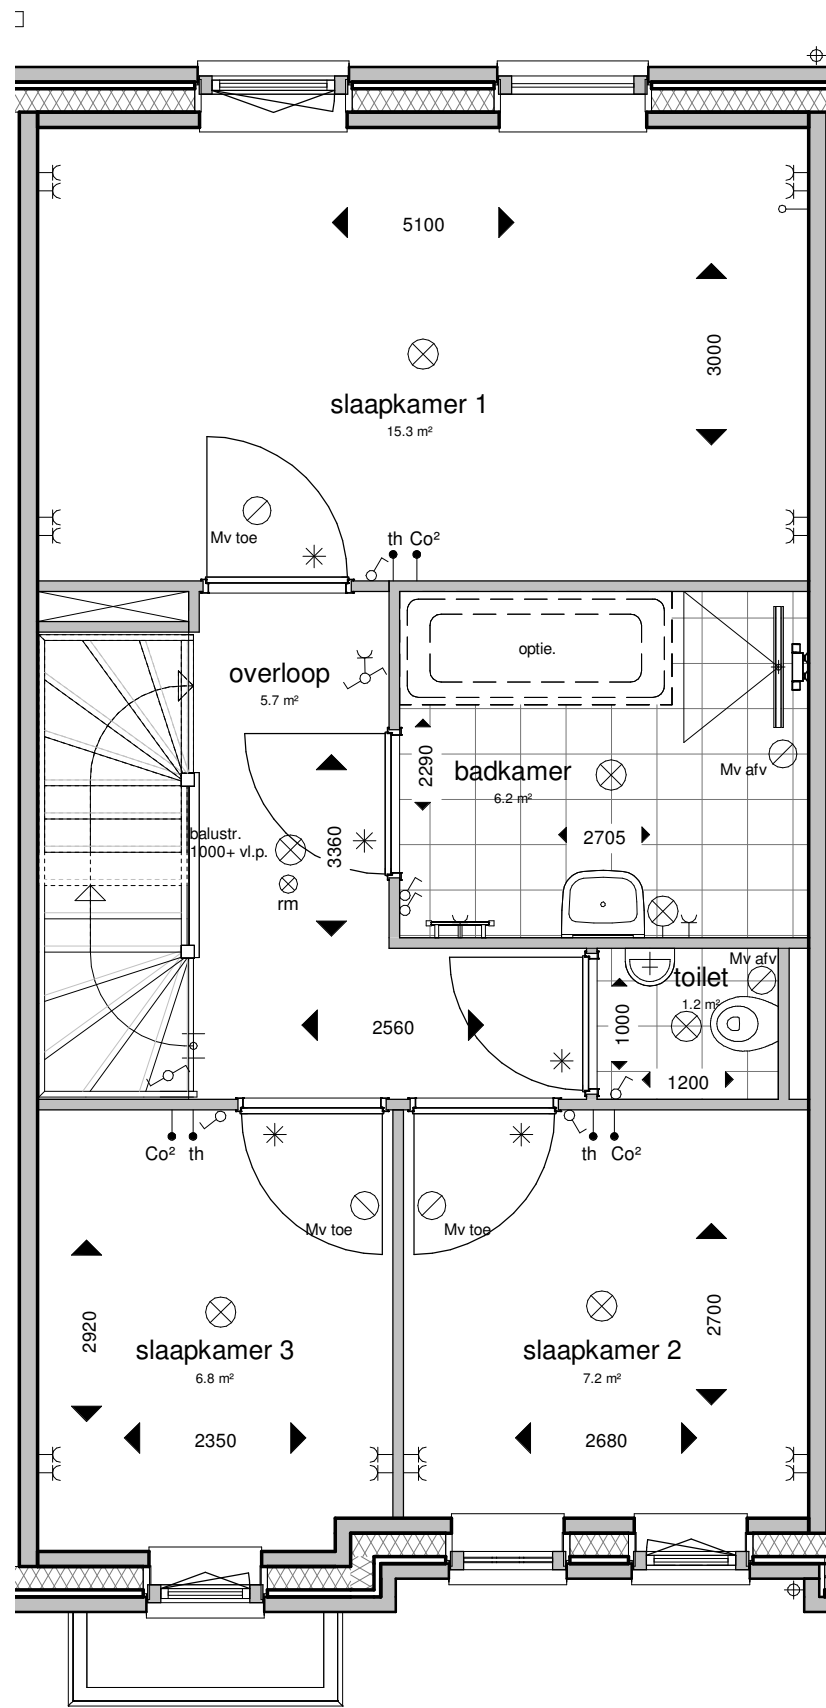 5100
3000
slaapkamer 1
15.3 m²
Mv toe
th Co²
optie.
overloop
5.7 m²
2290
badkamer
6.2 m²
Mv afv
2705
balustr.
1000+ vl.p.
3360
rm
Mv afv
toilet
1.2 m²
1000
2560
1200
Co² th
th Co²
Mv toe
Mv toe
2920
2700
slaapkamer 3
6.8 m²
slaapkamer 2
7.2 m²
2350
2680